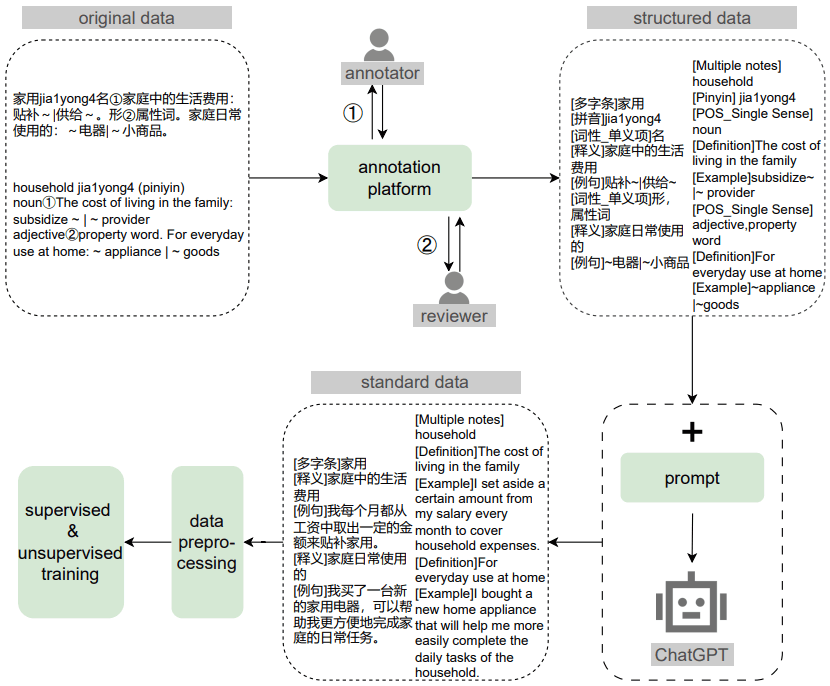 original data
家用jia1yong4名①家庭中的生活费用：
贴补～|供给～。形②属性词。家庭日常
使用的：～电器|～小商品。
household jia1yong4 (piniyin)
noun①The cost of living in the family:
subsidize ~ | ~ provider
adjective②property word. For everyday
use at home: ~ appliance | ~ goods
annotator
①
annotation
platform
②
reviewer
structured data
[多字条]家用
[拼音]jia1yong4
[词性_单义项]名
[释义]家庭中的生活
费用
[例句]贴补~|供给~
[词性_单义项]形，
属性词
[释义]家庭日常使用
的
[例句]~电器|~小商品
[Multiple notes]
household
[Pinyin] jia1yong4
[POS_Single Sense]
noun
[Definition]The cost of
living in the family
[Example]subsidize~
|~ provider
[POS_Single Sense]
adjective,property
word
[Definition]For
everyday use at home
[Example]~appliance
|~goods
+
prompt
ChatGPT
standard data
[多字条]家用
[释义]家庭中的生活
费用
[例句]我每个月都从
工资中取出一定的金
额来贴补家用。
[释义]家庭日常使用
的
[例句]我买了一台新
的家用电器，可以帮
助我更方便地完成家
庭的日常任务。
[Multiple notes]
household
[Definition]The cost of
living in the family
[Example]I set aside a
certain amount from
my salary every
month to cover
household expenses.
[Definition]For
everyday use at home
[Example]I bought a
new home appliance
that will help me more
easily complete the
daily tasks of the
household.
data
prepro-
cessing
supervised
&
unsupervised
training